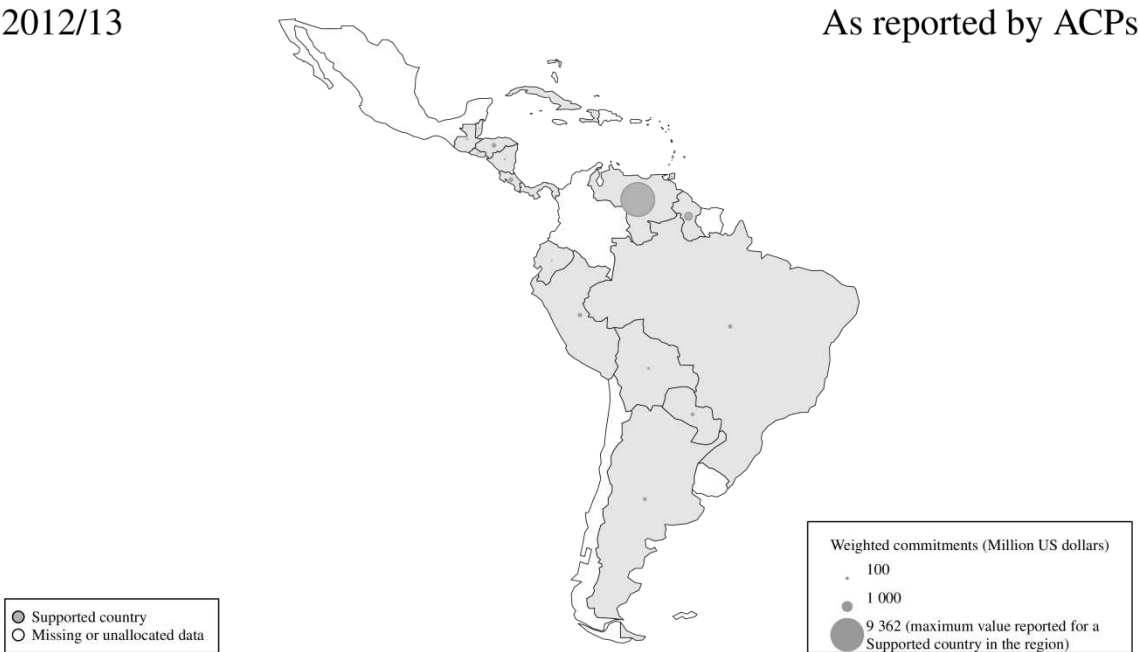 2012/13
As reported by ACPs
Weighted commitments (Million US dollars)
100
1 000
9 362 (maximum value reported for a
Supported country in the region)
Supported country
Missing or unallocated data